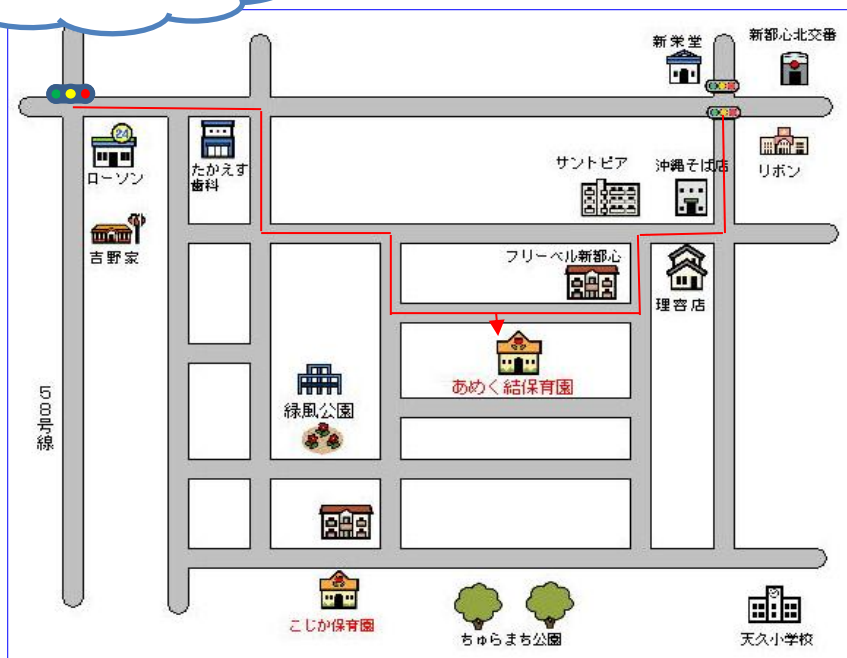 新栄堂
新都心北交番
24
ローソン
たかえす
歯科
サントピア
沖縄そば店
リボン
吉野家
フリーベル新都心
理容店
58号線
緑風公園
あめく結保育園
こじか保育園
ちゅらまち公園
天久小学校